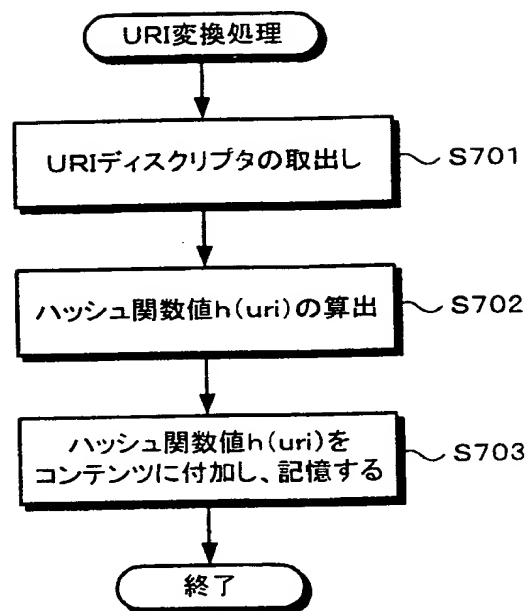 URI変換処理
URIディスクリプタの取出し
S701
ハッシュ関数値h(uri)の算出
S702
ハッシュ関数値h(uri)を
コンテンツに付加し、記憶する
S703
終了